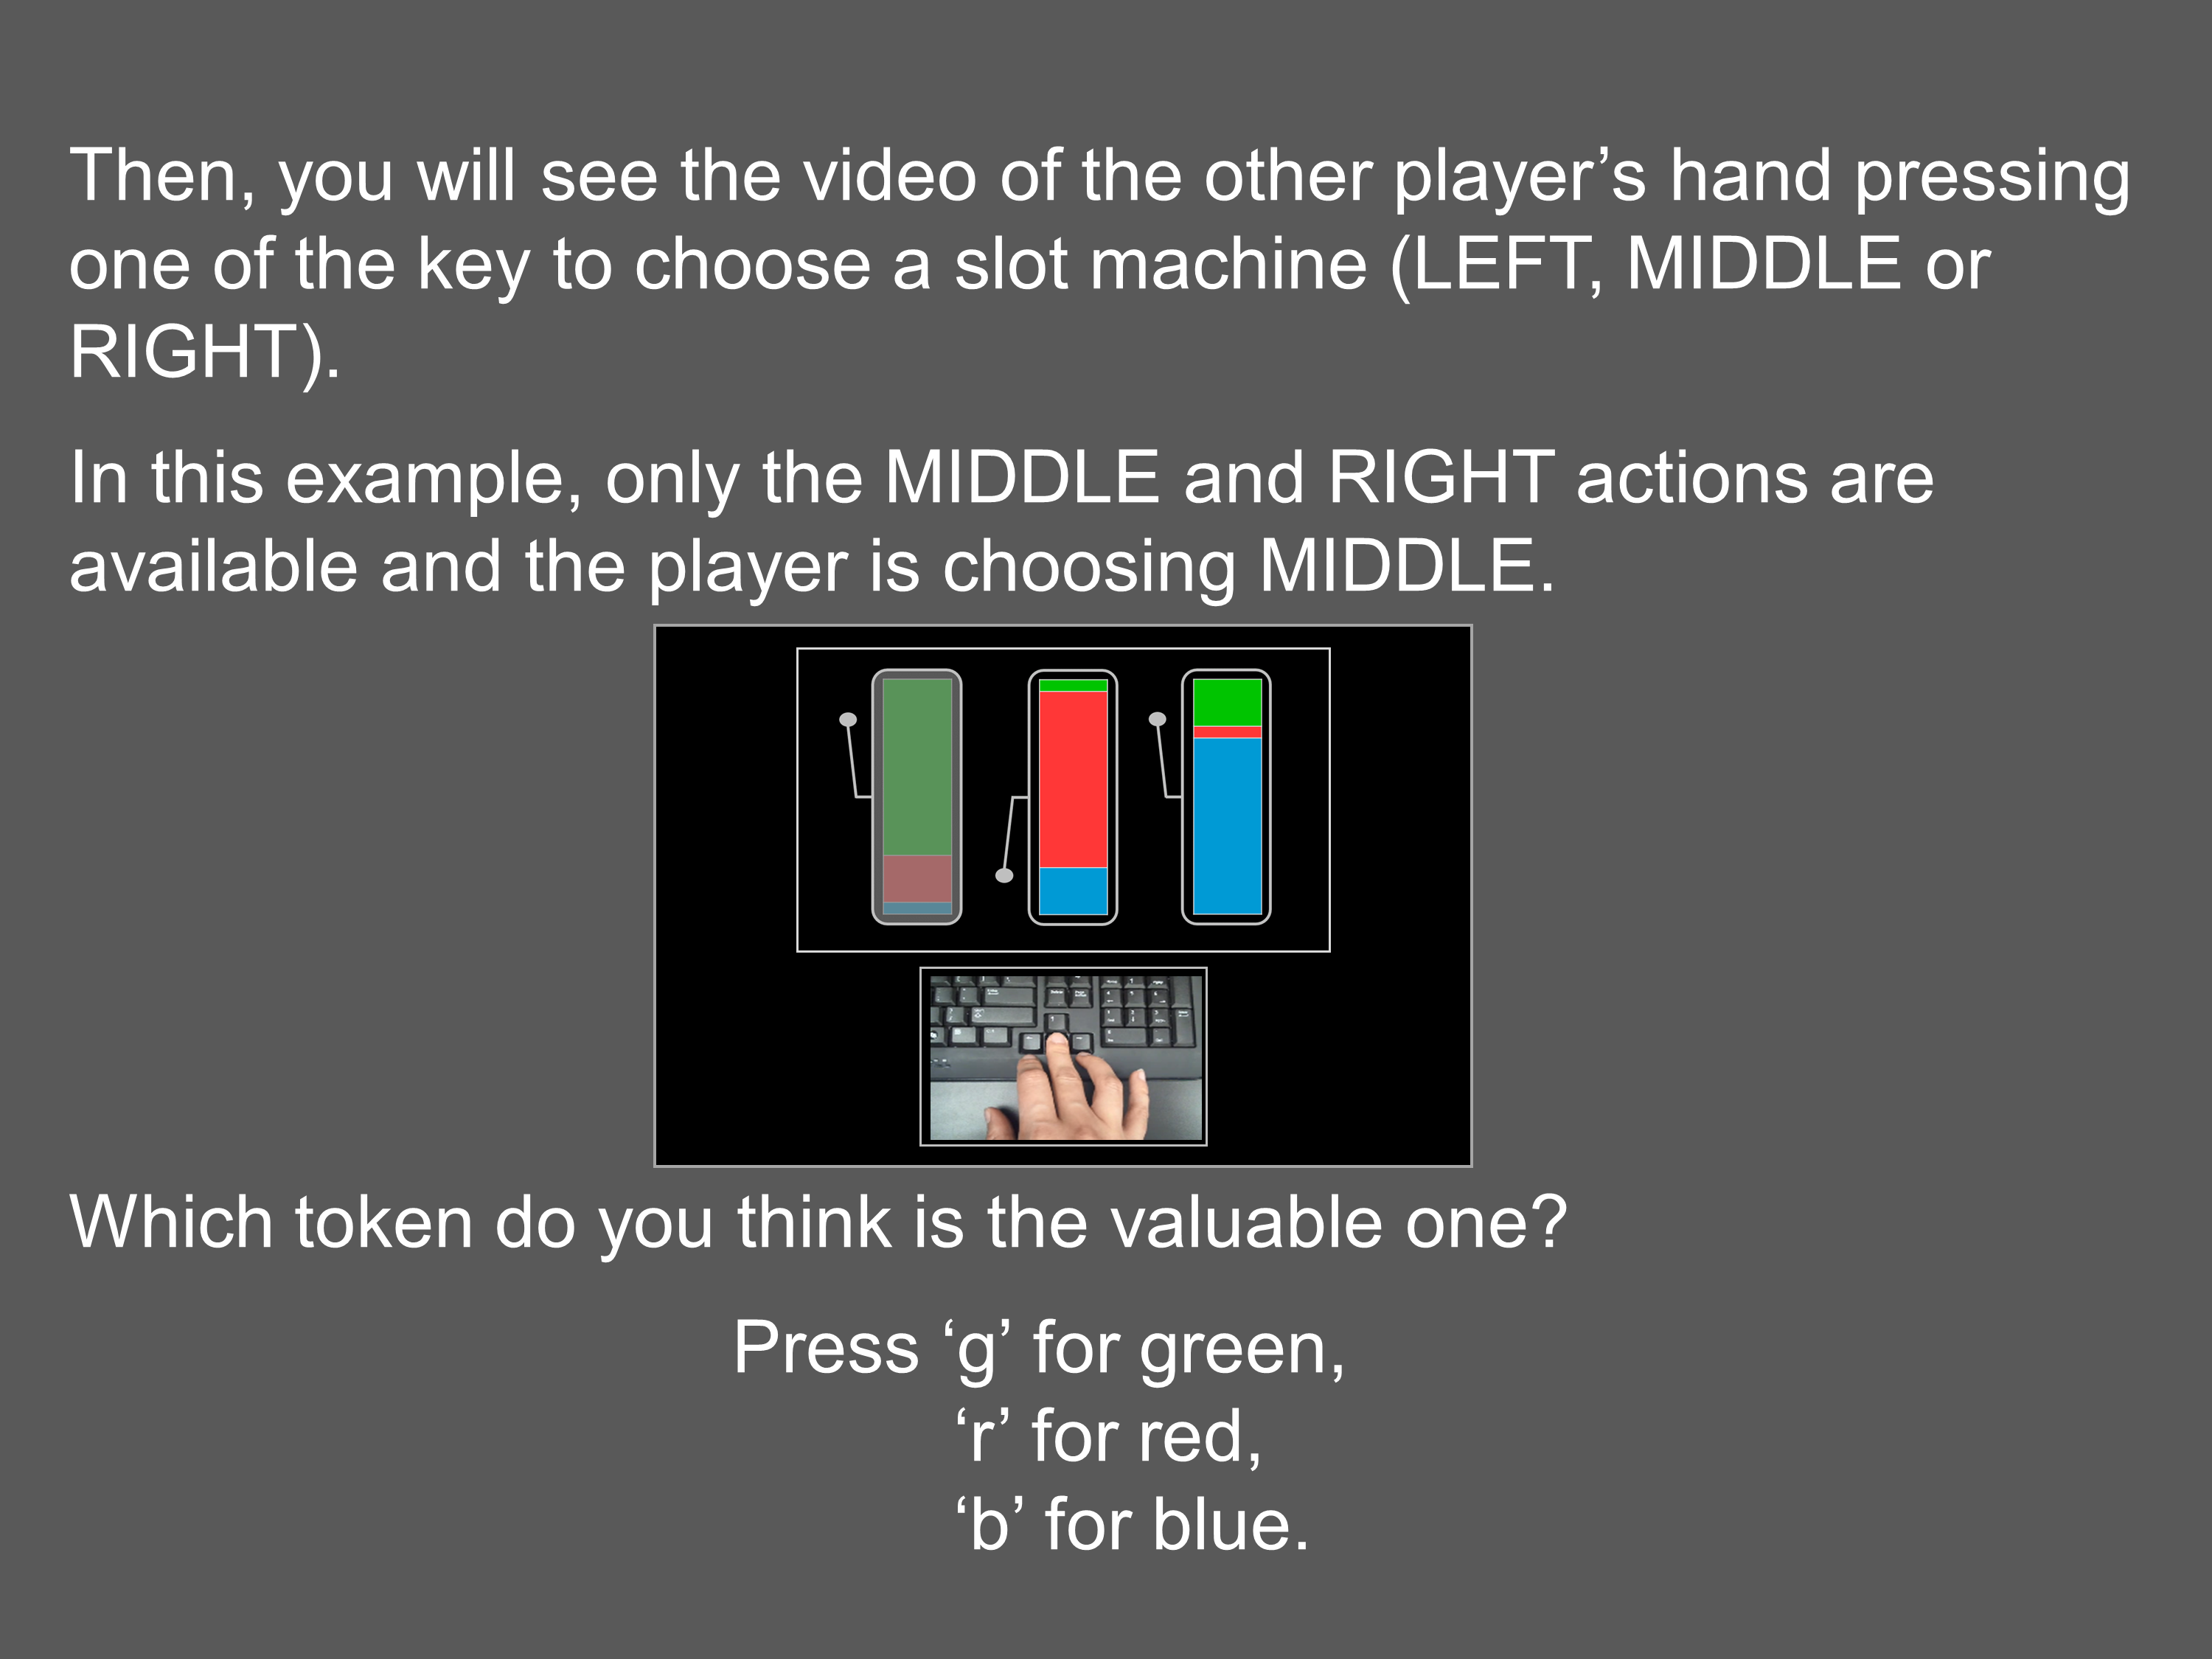 Then, you will see the video of the other player’s hand pressing
one of the key to choose a slot machine (LEFT, MIDDLE or
RIGHT).
In this example, only the MIDDLE and RIGHT actions are
available and the player is choosing MIDDLE.
Which token do you think is the valuable one?
Press ‘g’ for green,
‘r’ for red,
‘b’ for blue.